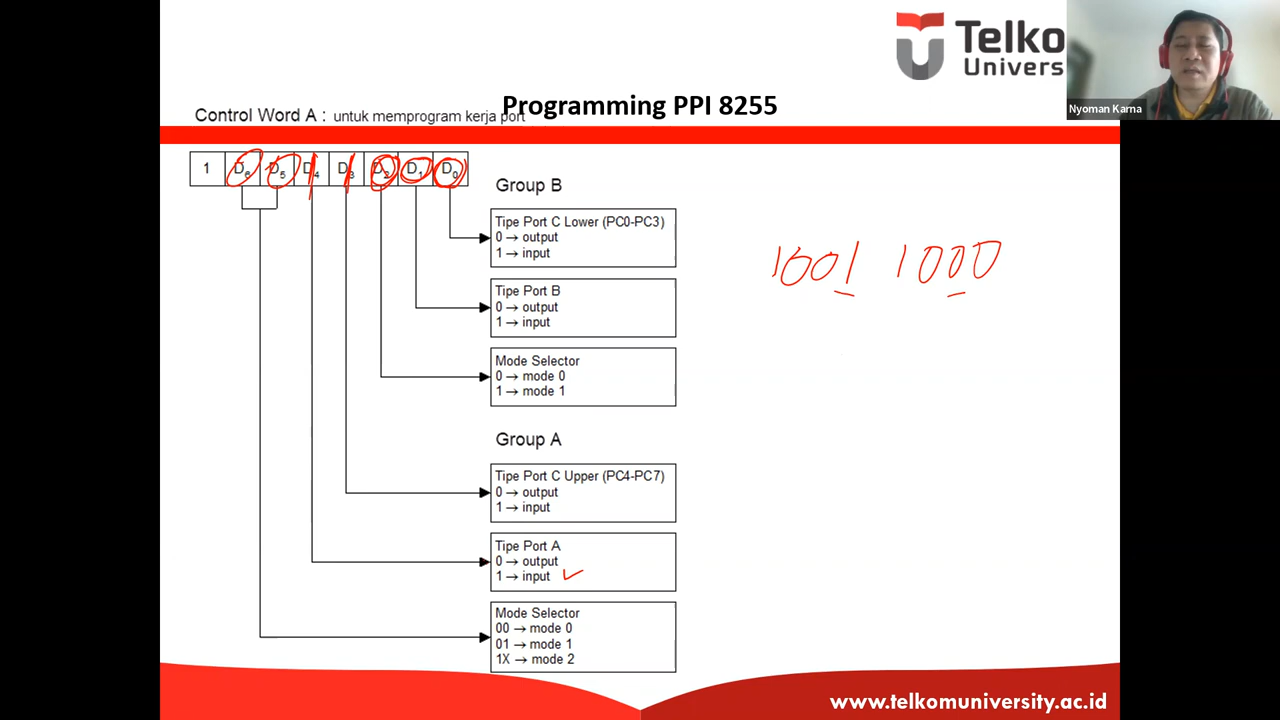 Telko
Univers
Nyoman Karna
Programming PPI 8255
Control Word A : untuk memprogram kerja port
1 D6 D5 D4 D3 D2 D1 D0
0 0 1 1 0 0 0
Group B
Tipe Port C Lower (PC0-PC3)
0 → output
1 → input
1001 1000
Tipe Port B
0 → output
1 → input
Mode Selector
0 → mode 0
1 → mode 1
Group A
Tipe Port C Upper (PC4-PC7)
0 → output
1 → input
Tipe Port A
0 → output
1 → input ✓
Mode Selector
00 → mode 0
01 → mode 1
1X → mode 2
www.telkomuniversity.ac.id